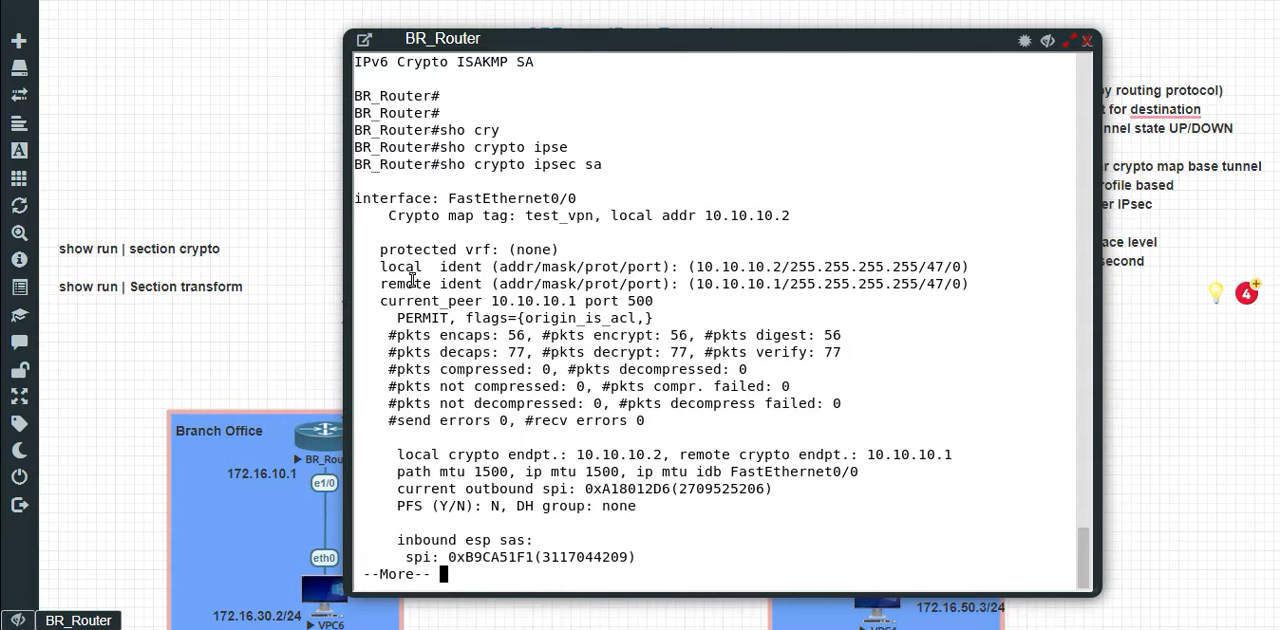 BR_Router
IPv6 Crypto ISAKMP SA
BR_Router#
BR_Router#
BR_Router#sho cry
BR_Router#sho crypto ipse
BR_Router#sho crypto ipsec sa
interface: FastEthernet0/0
Crypto map tag: test_vpn, local addr 10.10.10.2
protected vrf: (none)
local ident (addr/mask/prot/port): (10.10.10.2/255.255.255.255/47/0)
remote ident (addr/mask/prot/port): (10.10.10.1/255.255.255.255/47/0)
current_peer 10.10.10.1 port 500
PERMIT, flags={origin_is_acl,}
#pkts encaps: 56, #pkts encrypt: 56, #pkts digest: 56
#pkts decaps: 77, #pkts decrypt: 77, #pkts verify: 77
#pkts compressed: 0, #pkts decompressed: 0
#pkts not compressed: 0, #pkts compr. failed: 0
#pkts not decompressed: 0, #pkts decompress failed: 0
#send errors 0, #recv errors 0
local crypto endpt.: 10.10.10.2, remote crypto endpt.: 10.10.10.1
path mtu 1500, ip mtu 1500, ip mtu idb FastEthernet0/0
current outbound spi: 0xA18012D6(2709525206)
PFS (Y/N): N, DH group: none
inbound esp sas:
spi: 0xB9CA51F1(3117044209)
--More--
y routing protocol)
t for destination
nnel state UP/DOWN
r crypto map base tunnel
rofile based
er IPsec
ace level
second
4
show run | section crypto
show run | Section transform
Branch Office
BR_Rou
172.16.10.1
e1/0
eth0
172.16.30.2/24
VPC6
172.16.50.3/24
BR_Router